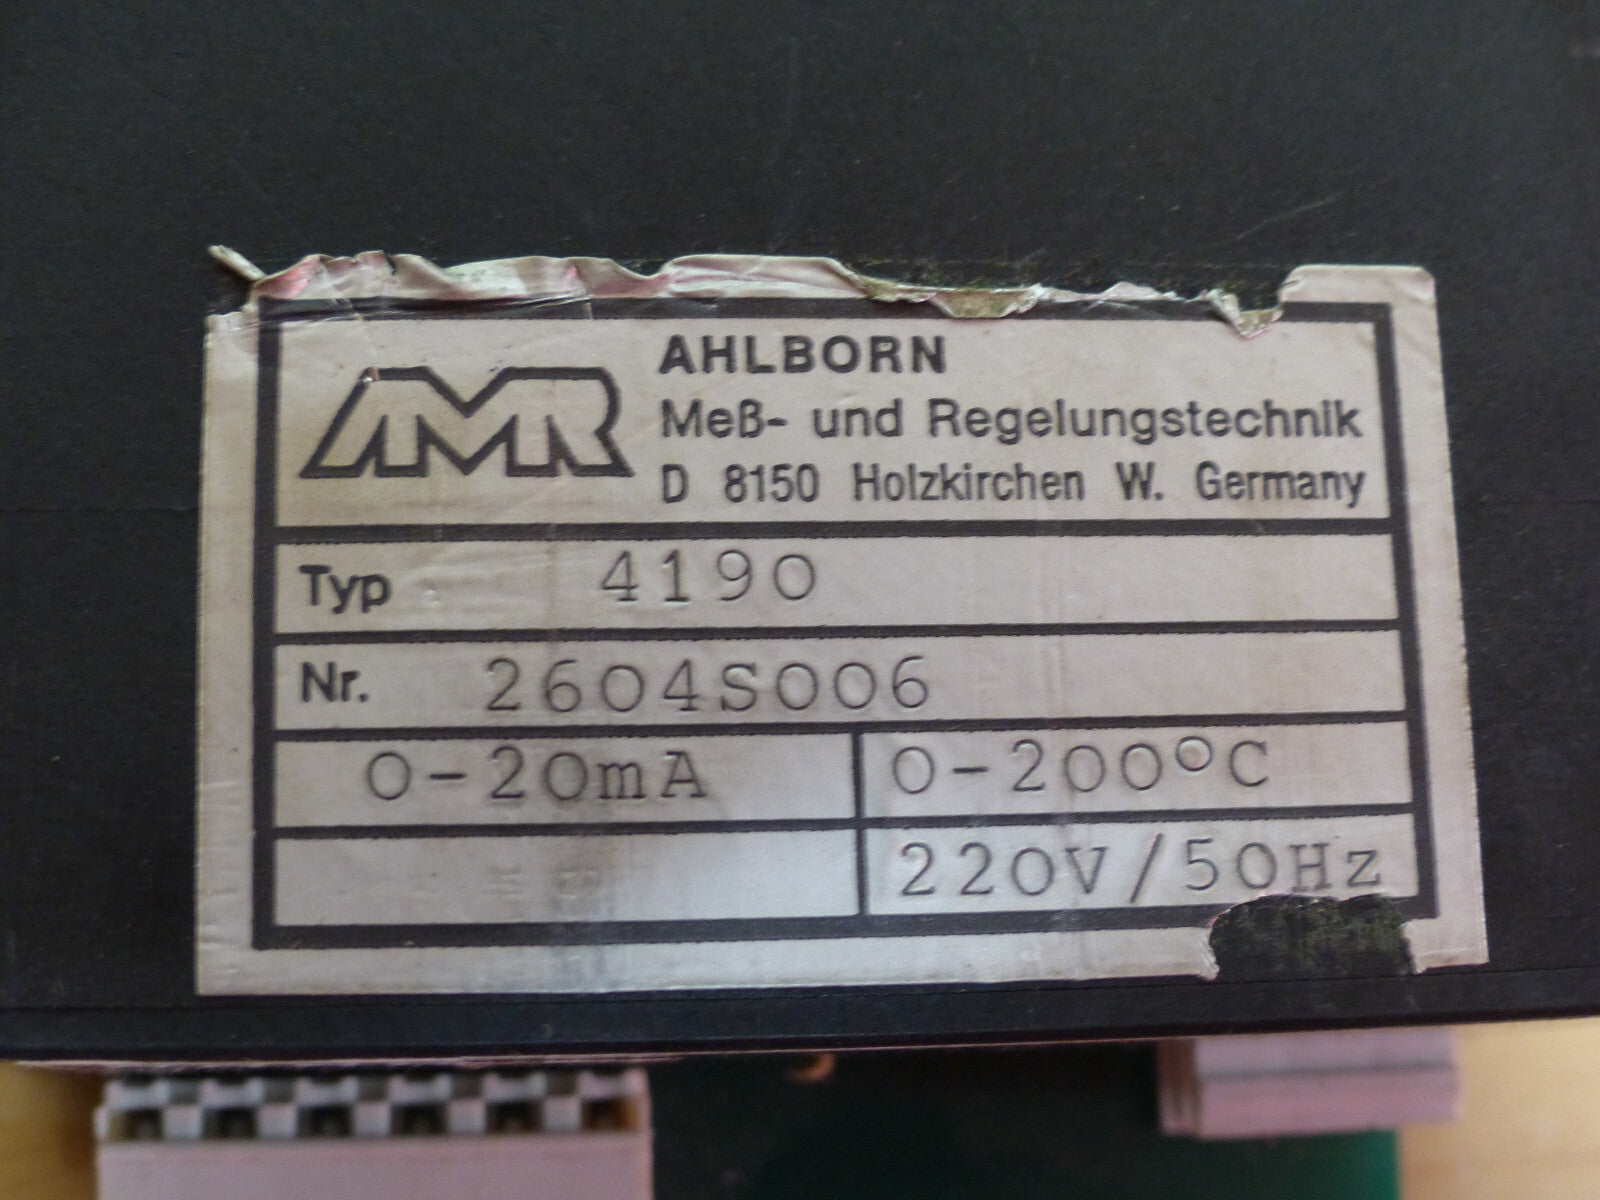 AMR
AHLBORN
Meß- und Regelungstechnik
D 8150 Holzkirchen W. Germany
Typ 4190
Nr. 2604S006
0-20mA 0-200°C
220V/50Hz